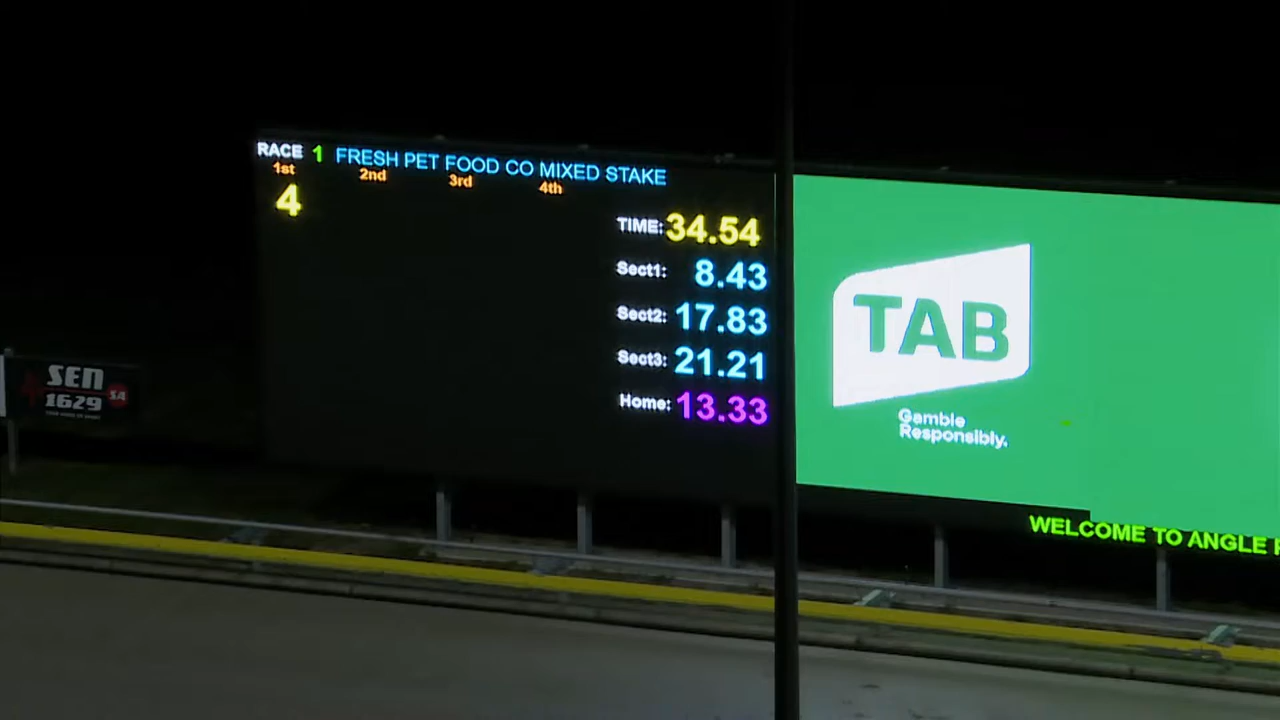 RACE 1 FRESH PET FOOD CO MIXED STAKE
1st 2nd 3rd 4th
4
TIME: 34.54
Sect1: 8.43
Sect2: 17.83
Sect3: 21.21
Home: 13.33
TAB
Gamble
Responsibly.
WELCOME TO ANGLE
SEN
1629 SA